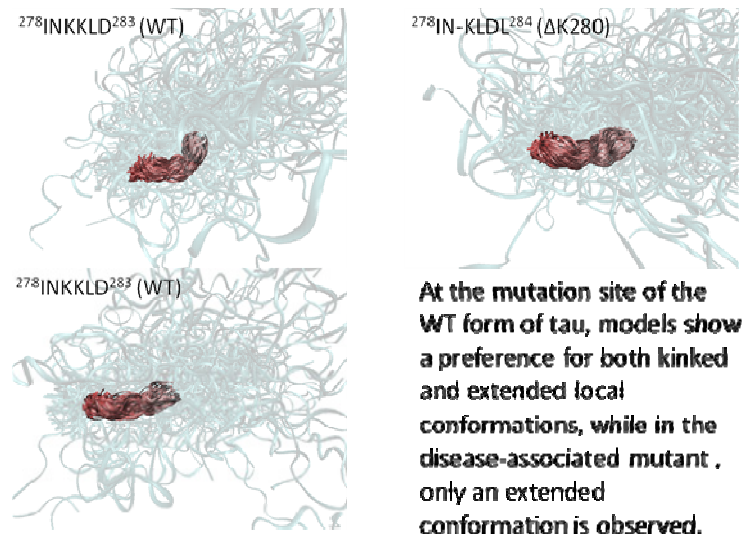 ²⁷⁸INKKLD²⁸³ (WT)
²⁷⁸IN-KLDL²⁸⁴ (ΔK280)
²⁷⁸INKKLD²⁸³ (WT)
At the mutation site of the
WT form of tau, models show
a preference for both kinked
and extended local
conformations, while in the
disease-associated mutant ,
only an extended
conformation is observed.